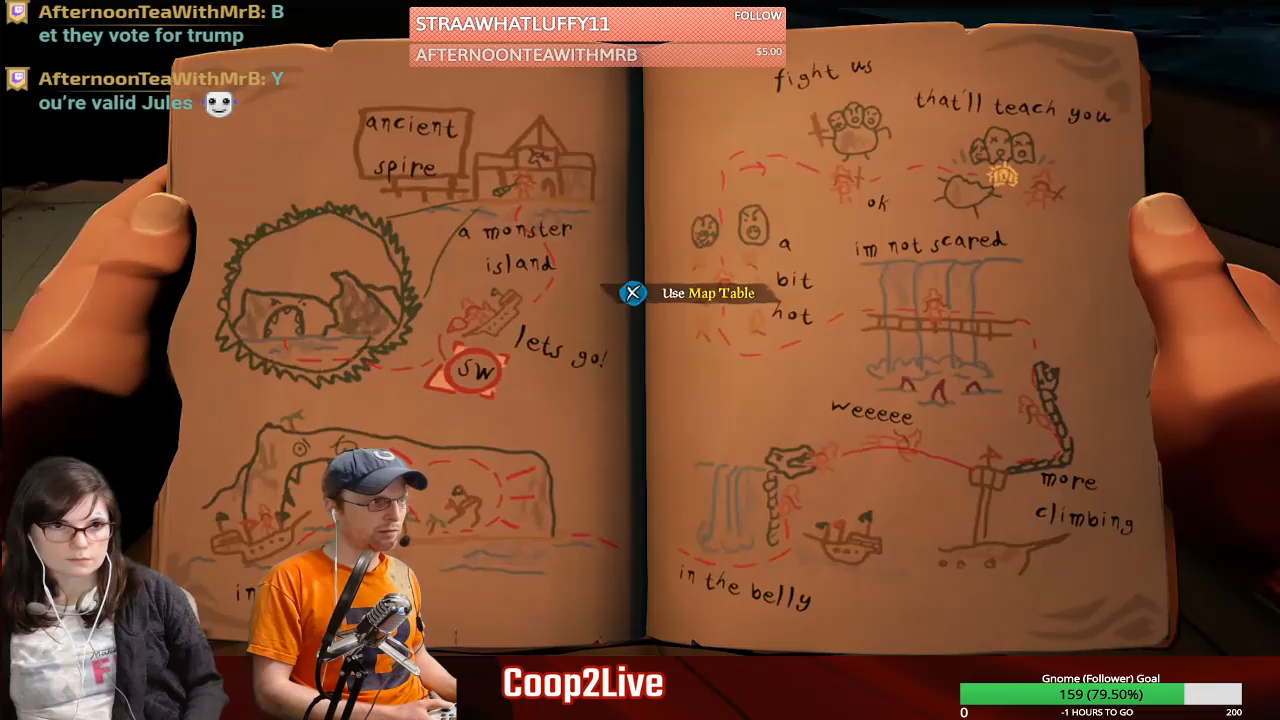 AfternoonTeaWithMrB: B
et they vote for trump
AfternoonTeaWithMrB: Y
ou're valid Jules
STRAAWHATLUFFY11
FOLLOW
AFTERNOONTEAWITHMRB
$5.00
ancient
spire
a monster
island
lets go!
SW
in
fight us
that'll teach you
ok
a
bit
hot
im not scared
weeeee
more
climbing
in the belly
Use Map Table
Coop2Live
Gnome (Follower) Goal
159 (79.50%)
0
-1 HOURS TO GO
200